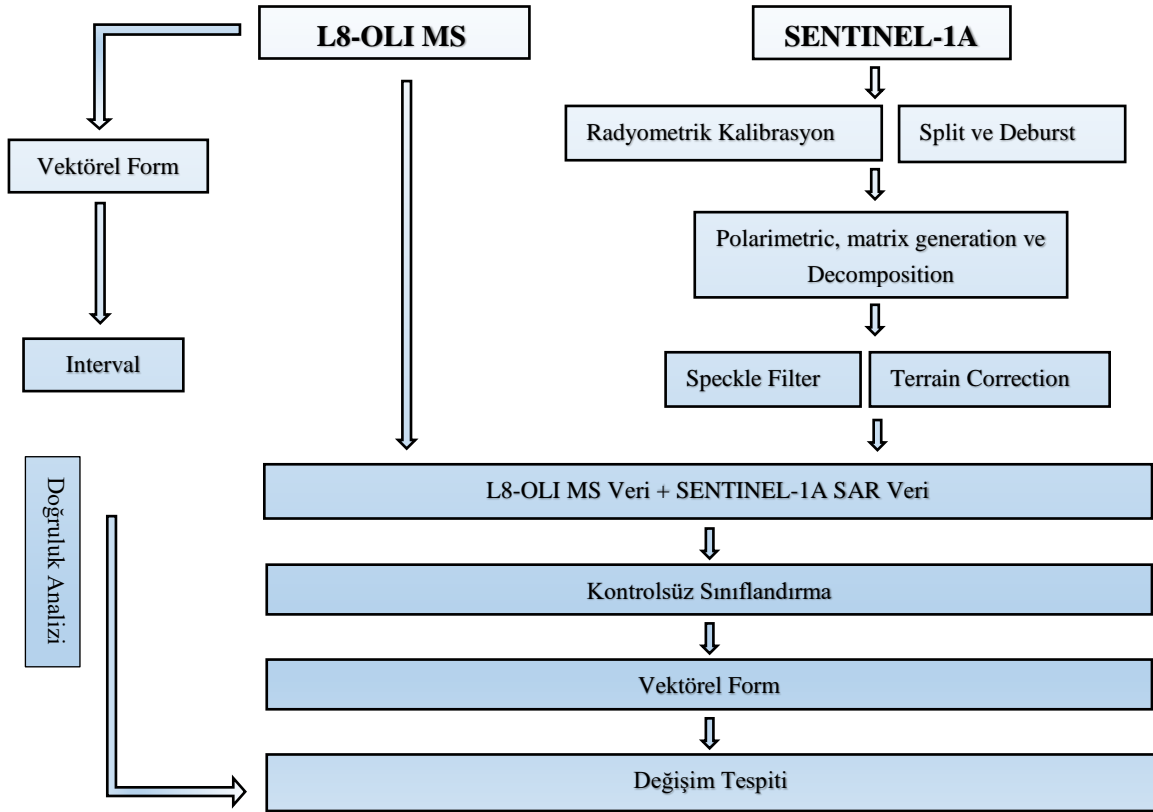 L8-OLI MS
SENTINEL-1A
Radyometrik Kalibrasyon
Split ve Deburst
Vektörel Form
Polarimetric, matrix generation ve
Decomposition
Interval
Speckle Filter
Terrain Correction
Doğruluk Analizi
L8-OLI MS Veri + SENTINEL-1A SAR Veri
Kontrolsüz Sınıflandırma
Vektörel Form
Değişim Tespiti